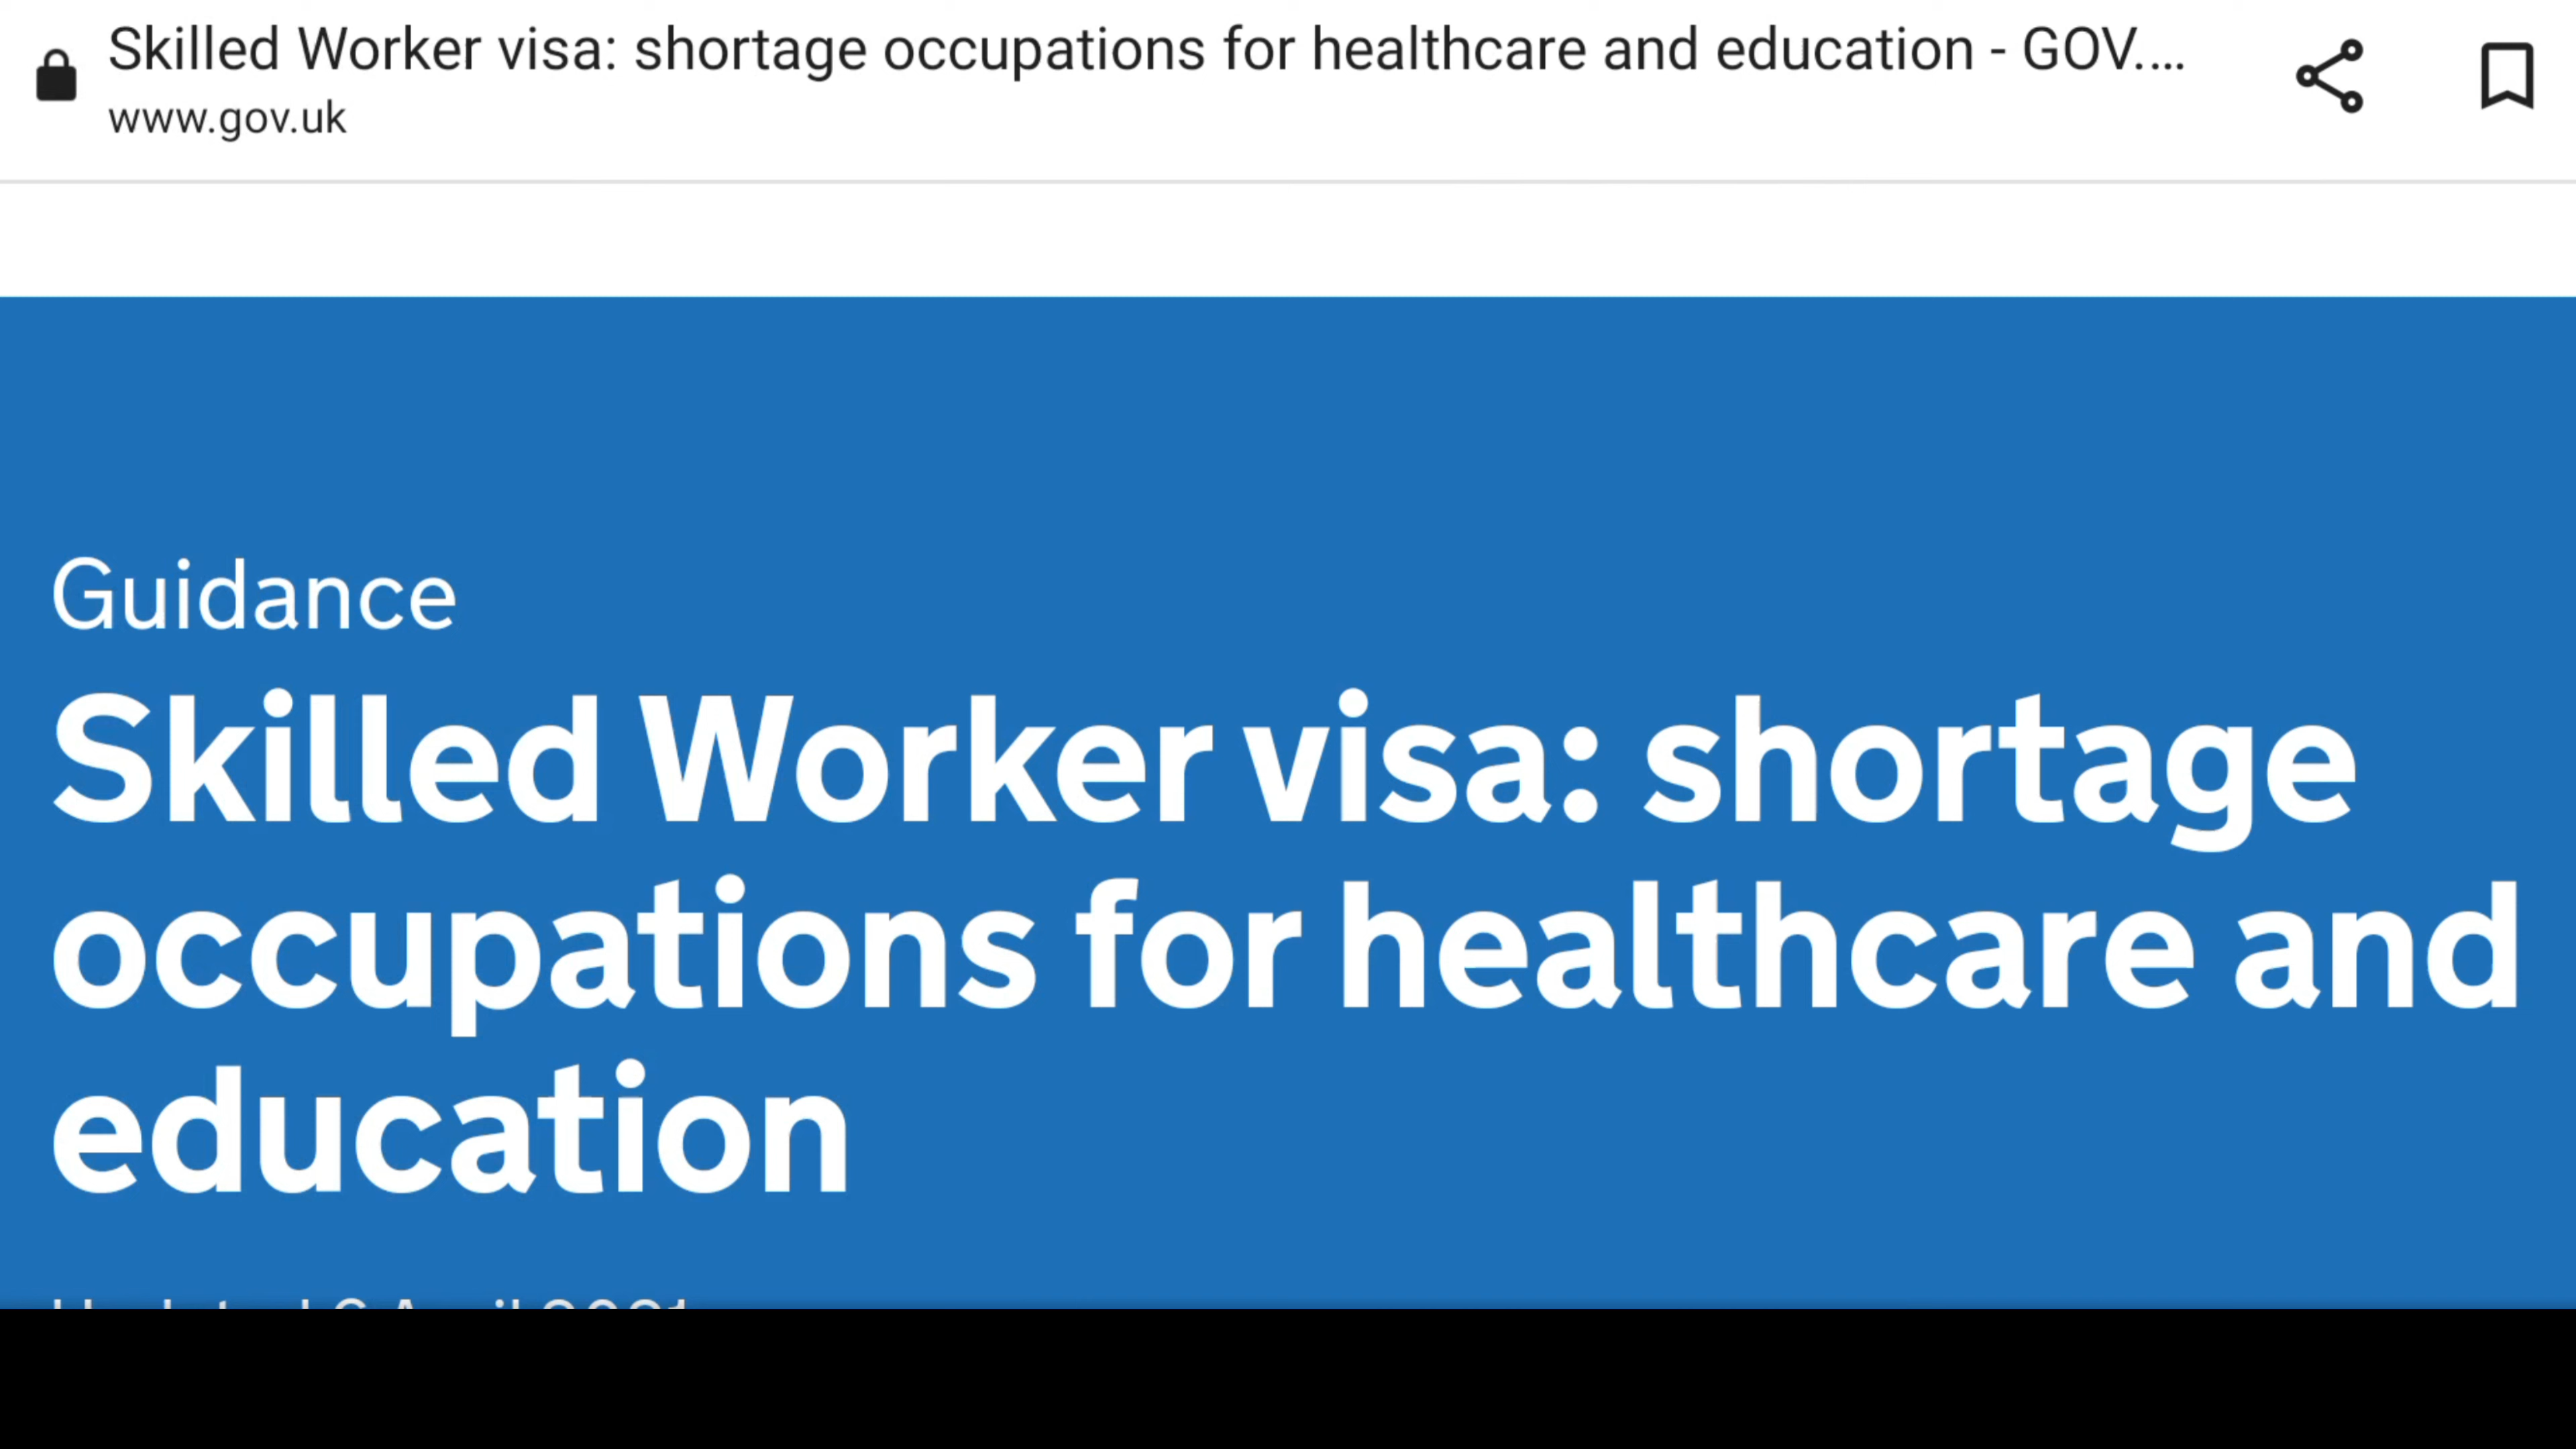 Skilled Worker visa: shortage occupations for healthcare and education - GOV....
www.gov.uk
Guidance
Skilled Worker visa: shortage
occupations for healthcare and
education